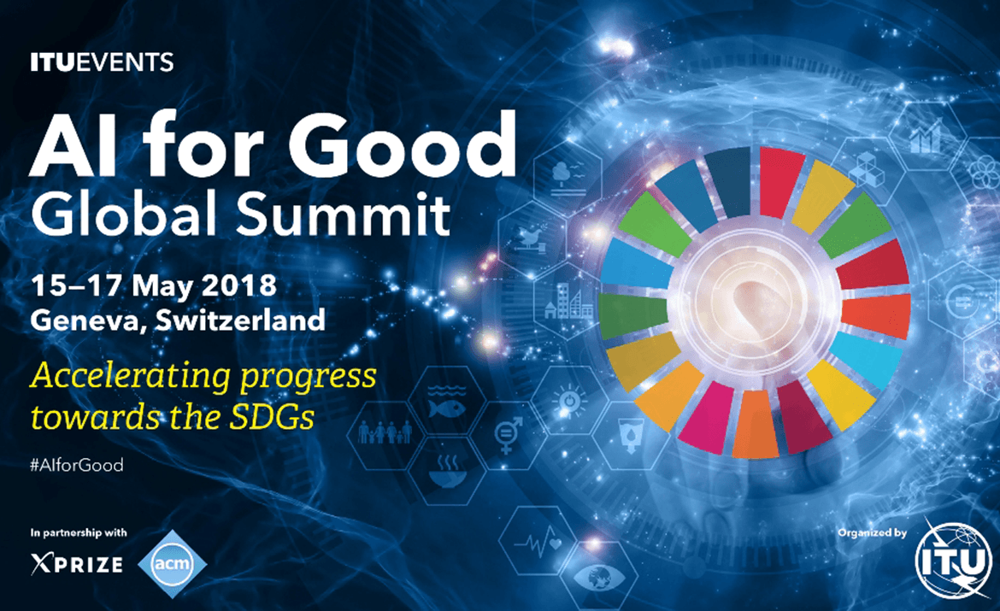 ITUEVENTS
AI for Good
Global Summit
15–17 May 2018
Geneva, Switzerland
Accelerating progress
towards the SDGs
#AIforGood
In partnership with
XPRIZE
acm
Organized by
ITU